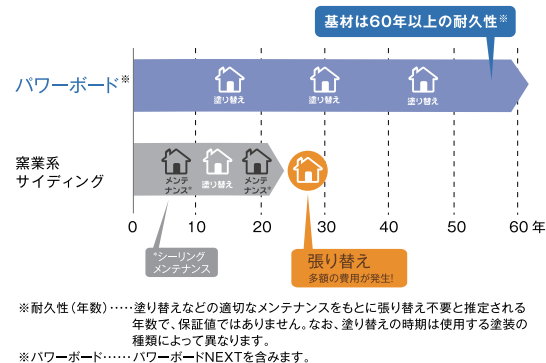 基材は60年以上の耐久性※
パワーボード※
塗り替え 塗り替え 塗り替え
窯業系
サイディング
メンテ
ナンス*
塗り替え
メンテ
ナンス*
0 10 20 30 40 50 60 年
*シーリング
メンテナンス
張り替え
多額の費用が発生!
※耐久性(年数)‥‥‥塗り替えなどの適切なメンテナンスをもとに張り替え不要と推定される
年数で、保証値ではありません。なお、塗り替えの時期は使用する塗装の
種類によって異なります。
※パワーボード‥‥‥パワーボードNEXTを含みます。